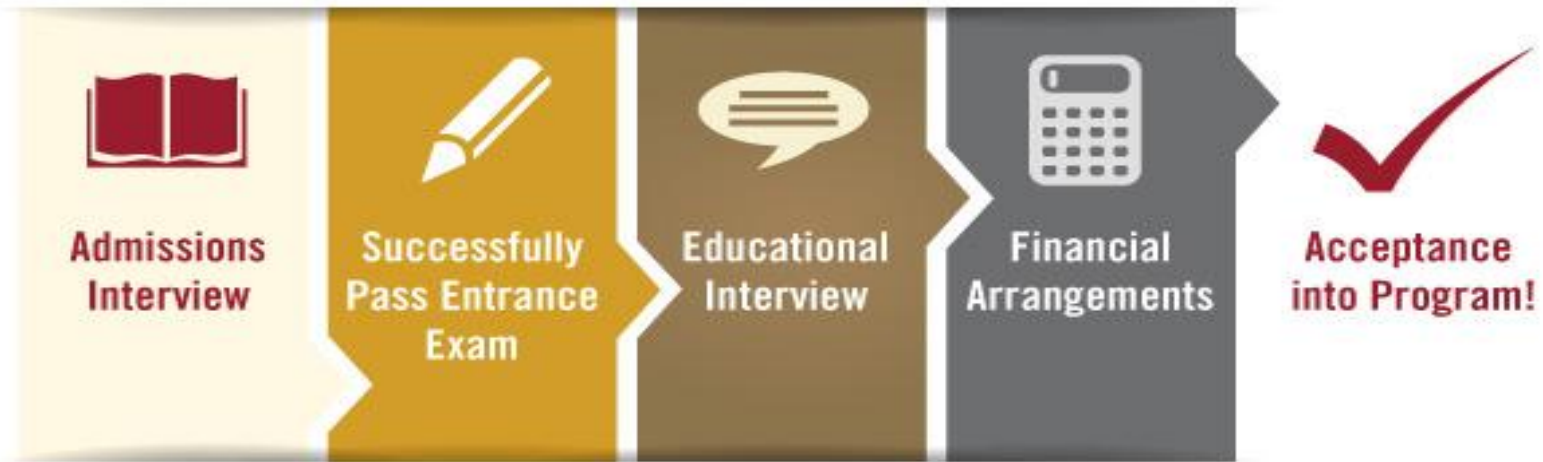 Admissions
Interview
Successfully
Pass Entrance
Exam
Educational
Interview
Financial
Arrangements
Acceptance
into Program!